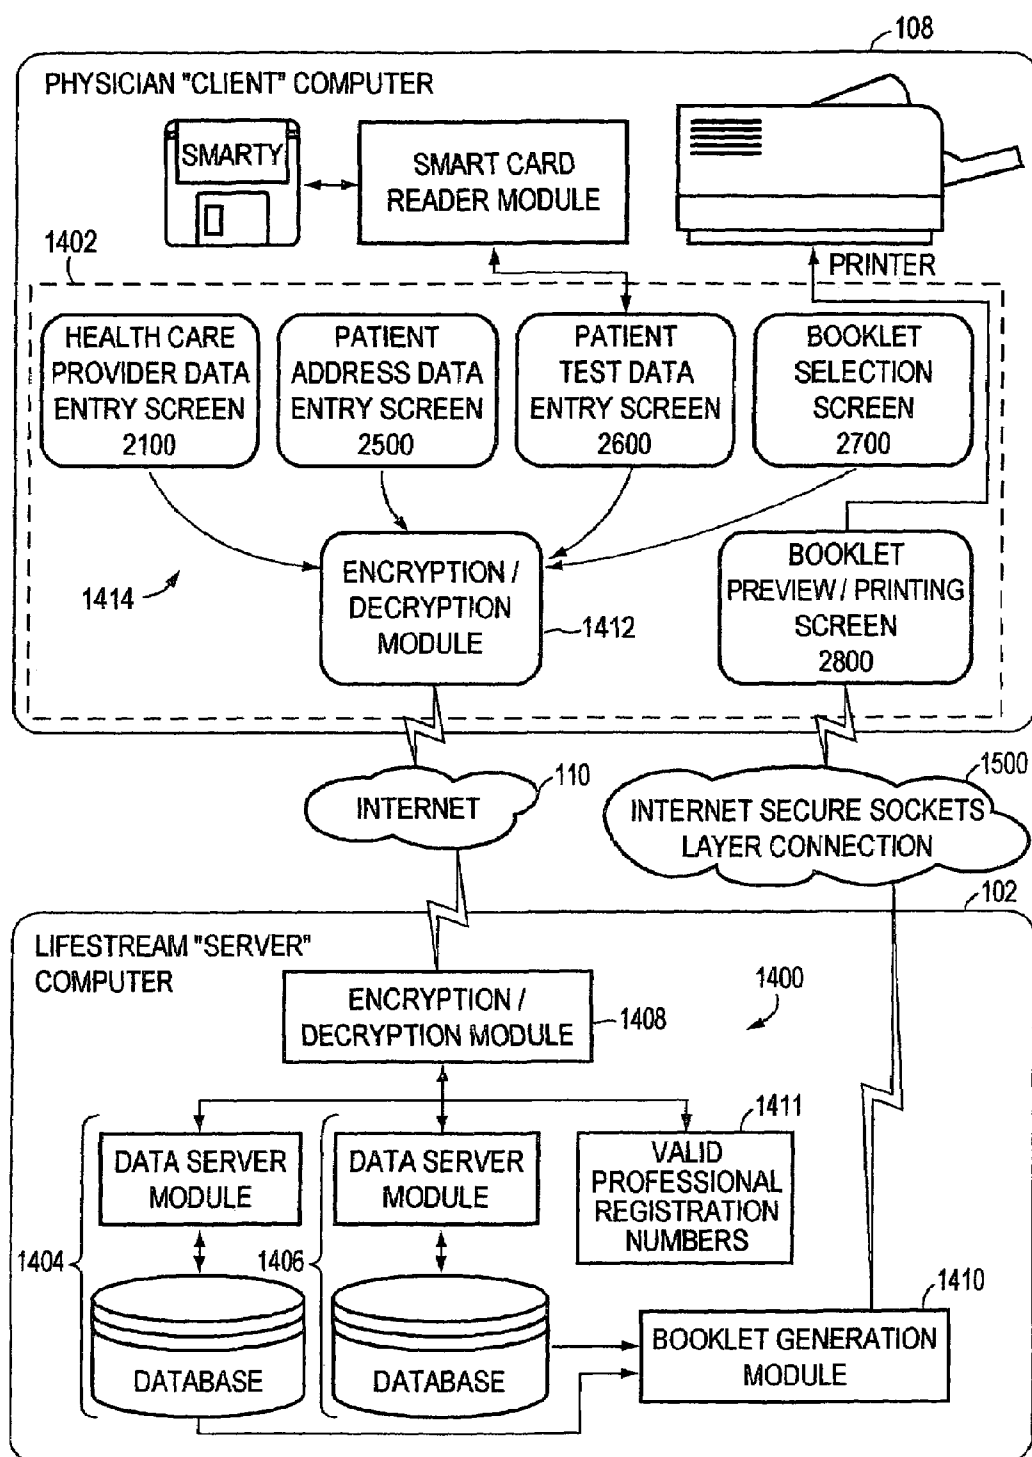 108
PHYSICIAN "CLIENT" COMPUTER
SMARTY
SMART CARD
READER MODULE
PRINTER
1402
HEALTH CARE
PROVIDER DATA
ENTRY SCREEN
2100
PATIENT
ADDRESS DATA
ENTRY SCREEN
2500
PATIENT
TEST DATA
ENTRY SCREEN
2600
BOOKLET
SELECTION
SCREEN
2700
1414
ENCRYPTION /
DECRYPTION
MODULE
1412
BOOKLET
PREVIEW / PRINTING
SCREEN
2800
INTERNET
110
INTERNET SECURE SOCKETS
LAYER CONNECTION
1500
102
LIFESTREAM "SERVER"
COMPUTER
ENCRYPTION /
DECRYPTION MODULE
1408
1400
1404
DATA SERVER
MODULE
DATABASE
1406
DATA SERVER
MODULE
DATABASE
1411
VALID
PROFESSIONAL
REGISTRATION
NUMBERS
1410
BOOKLET GENERATION
MODULE